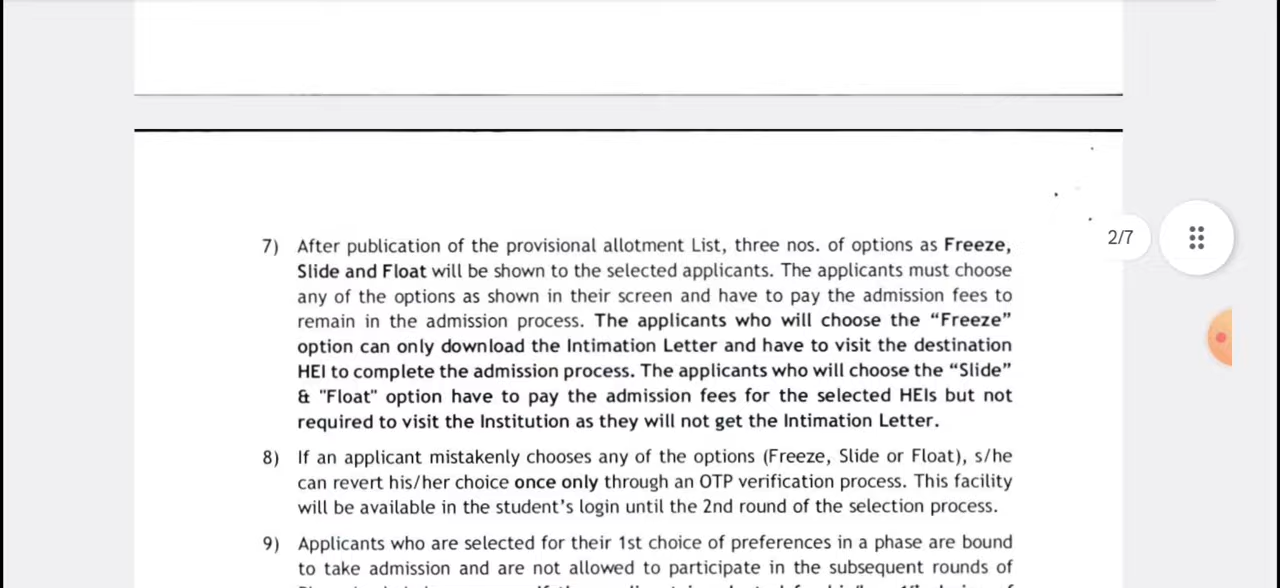 2/7
7) After publication of the provisional allotment List, three nos. of options as Freeze,
Slide and Float will be shown to the selected applicants. The applicants must choose
any of the options as shown in their screen and have to pay the admission fees to
remain in the admission process. The applicants who will choose the “Freeze”
option can only download the Intimation Letter and have to visit the destination
HEI to complete the admission process. The applicants who will choose the “Slide”
& "Float" option have to pay the admission fees for the selected HEIs but not
required to visit the Institution as they will not get the Intimation Letter.
8) If an applicant mistakenly chooses any of the options (Freeze, Slide or Float), s/he
can revert his/her choice once only through an OTP verification process. This facility
will be available in the student’s login until the 2nd round of the selection process.
9) Applicants who are selected for their 1st choice of preferences in a phase are bound
to take admission and are not allowed to participate in the subsequent rounds of